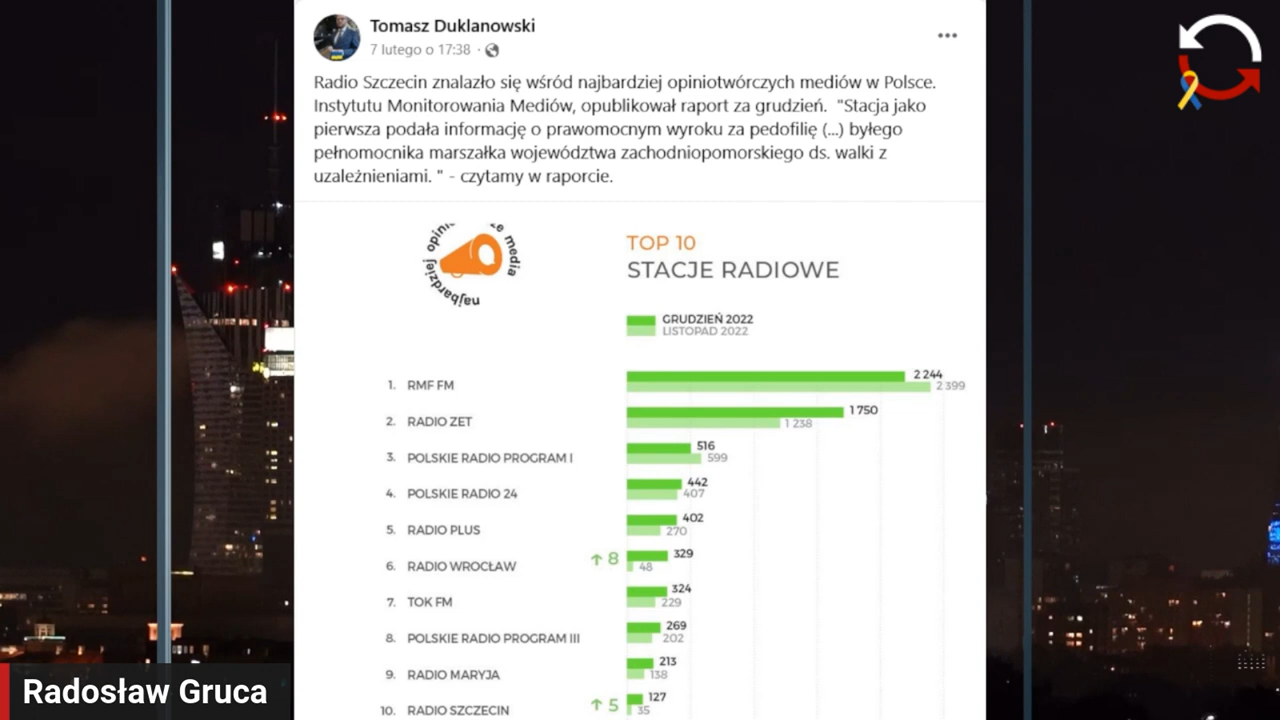 Tomasz Duklanowski
7 lutego o 17:38 ·
Radio Szczecin znalazło się wśród najbardziej opiniotwórczych mediów w Polsce.
Instytutu Monitorowania Mediów, opublikował raport za grudzień. "Stacja jako
pierwsza podała informację o prawomocnym wyroku za pedofilię (...) byłego
pełnomocnika marszałka województwa zachodniopomorskiego ds. walki z
uzależnieniami. " - czytamy w raporcie.
najbardziej opinio ze media
TOP 10
STACJE RADIOWE
GRUDZIEŃ 2022
LISTOPAD 2022
1. RMF FM 2 244
2 399
2. RADIO ZET 1 750
1 238
3. POLSKIE RADIO PROGRAM I 516
599
4. POLSKIE RADIO 24 442
407
5. RADIO PLUS 402
270
6. RADIO WROCŁAW ↑ 8 329
48
7. TOK FM 324
229
8. POLSKIE RADIO PROGRAM III 269
202
9. RADIO MARYJA 213
138
10. RADIO SZCZECIN ↑ 5 127
35
Radosław Gruca